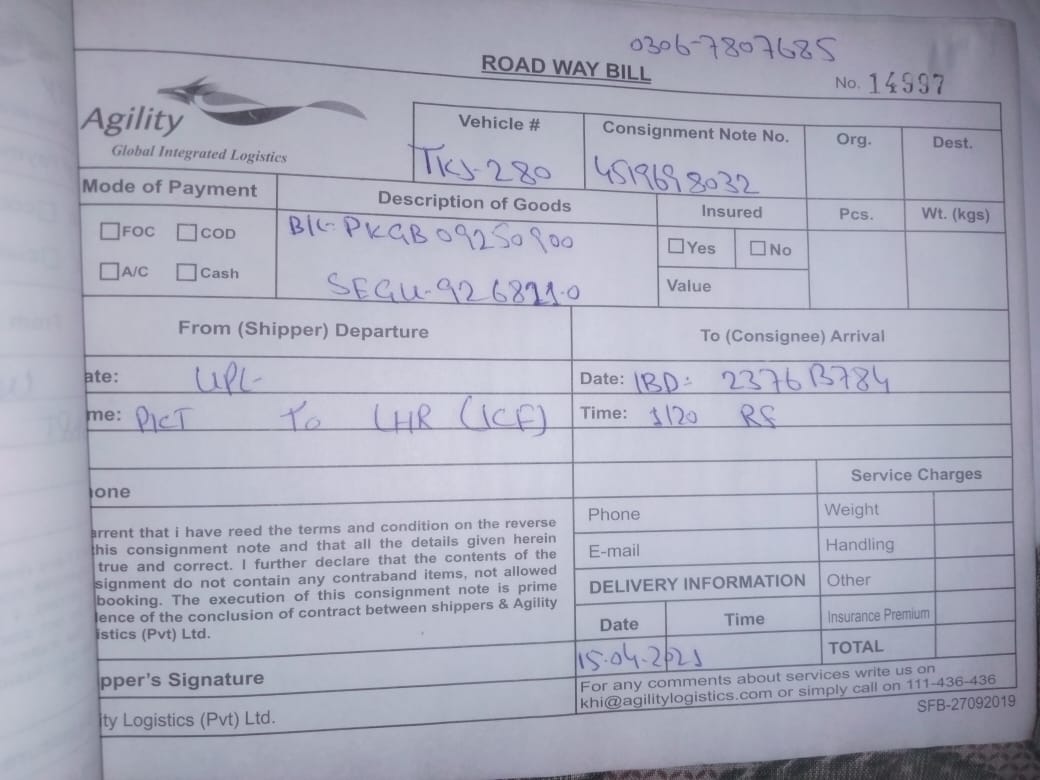 0306-7807685
ROAD WAY BILL
No. 14997
Agility
Global Integrated Logistics
Vehicle #
TKJ-280
Consignment Note No.
4519698032
Org.
Dest.
Mode of Payment
FOC
COD
A/C
Cash
Description of Goods
B/L- PKGB09250900
SEGU-926821-0
Insured
Yes
No
Value
Pcs.
Wt. (kgs)
From (Shipper) Departure
ate: UPL-
me: PICT To LHR (ICF)
To (Consignee) Arrival
Date: IBD: 2376B784
Time: RF
one
arrent that i have reed the terms and condition on the reverse
this consignment note and that all the details given herein
true and correct. I further declare that the contents of the
signment do not contain any contraband items, not allowed
booking. The execution of this consignment note is prime
lence of the conclusion of contract between shippers & Agility
istics (Pvt) Ltd.
pper's Signature
ity Logistics (Pvt) Ltd.
Phone
E-mail
DELIVERY INFORMATION
Date
Time
15-04-2021
Service Charges
Weight
Handling
Other
Insurance Premium
TOTAL
For any comments about services write us on
khi@agilitylogistics.com or simply call on 111-436-436
SFB-27092019